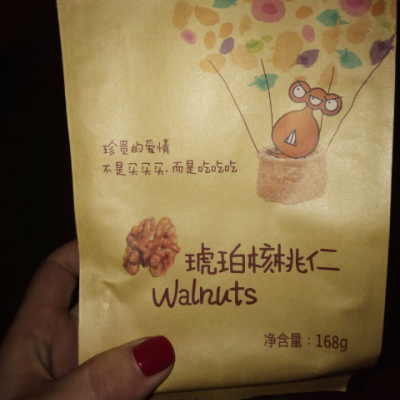 珍贵的爱情
不是买买买,而是吃吃吃
琥珀核桃仁
Walnuts
净含量：168g